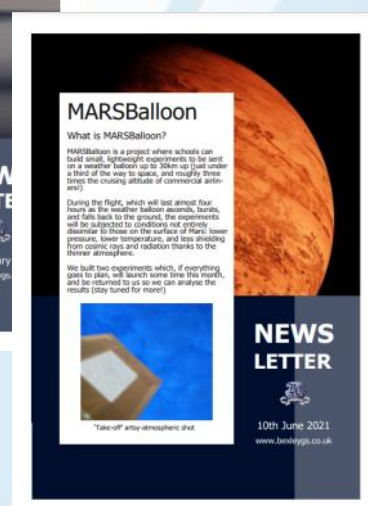 MARSBalloon
What is MARSBalloon?
MARSBalloon is a project where schools can
build small, lightweight experiments to be sent
on a weather balloon up to 30km up (just under
a third of the way to space, and roughly three
times the cruising altitude of commercial airlin-
ers!)
During the flight, which will last almost four
hours as the weather balloon ascends, bursts,
and falls back to the ground, the experiments
will be subjected to conditions not entirely
dissimilar to those on the surface of Mars: lower
pressure, lower temperature, and less shielding
from cosmic rays and radiation thanks to the
thinner atmosphere.
We built two experiments which, if everything
goes to plan, will launch some time this month,
and be returned to us so we can analyse the
results (stay tuned for more!)
"Take-off" artsy-atmospheric shot
NEWS
LETTER
10th June 2021
www.bexleygs.co.uk